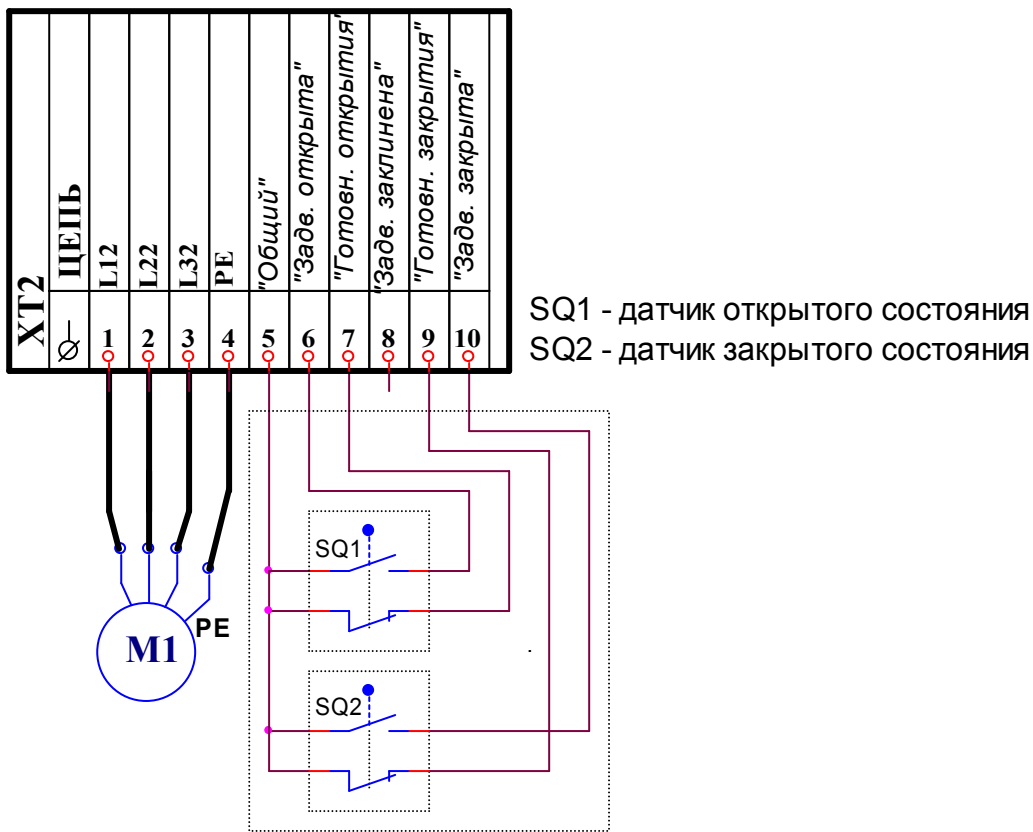 XT2
ЦЕПЬ
L12
L22
L32
PE
"Общий"
"Задв. открыта"
"Готовн. открытия"
"Задв. заклинена"
"Готовн. закрытия"
"Задв. закрыта"
1 2 3 4 5 6 7 8 9 10
SQ1 - датчик открытого состояния
SQ2 - датчик закрытого состояния
SQ1
PE
M1
SQ2